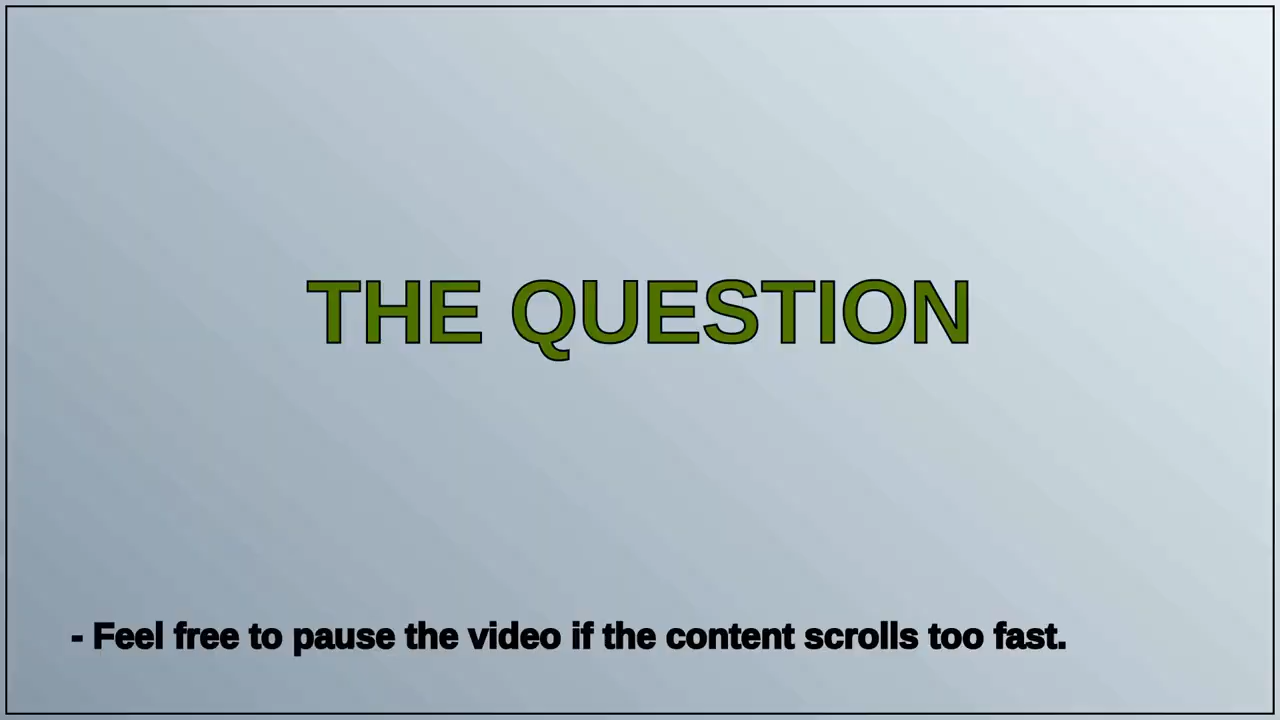 THE QUESTION
- Feel free to pause the video if the content scrolls too fast.